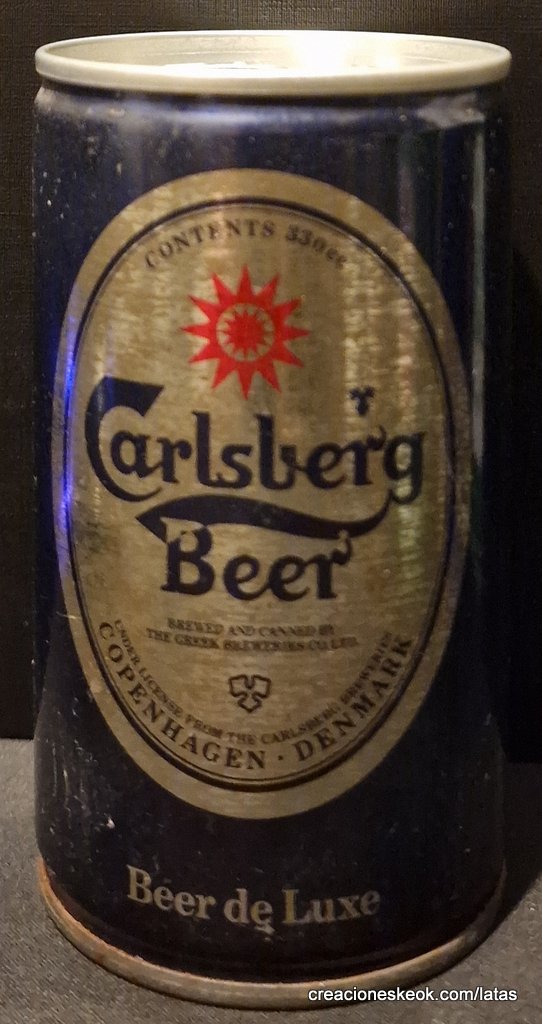 CONTENTS 330cc
Carlsberg
Beer
BREWED AND CANNED BY
THE GREEK BREWERIES CO. LTD.
UNDER LICENSE FROM THE CARLSBERG BREWERIES
COPENHAGEN · DENMARK
Beer de Luxe
creacioneskeok.com/latas